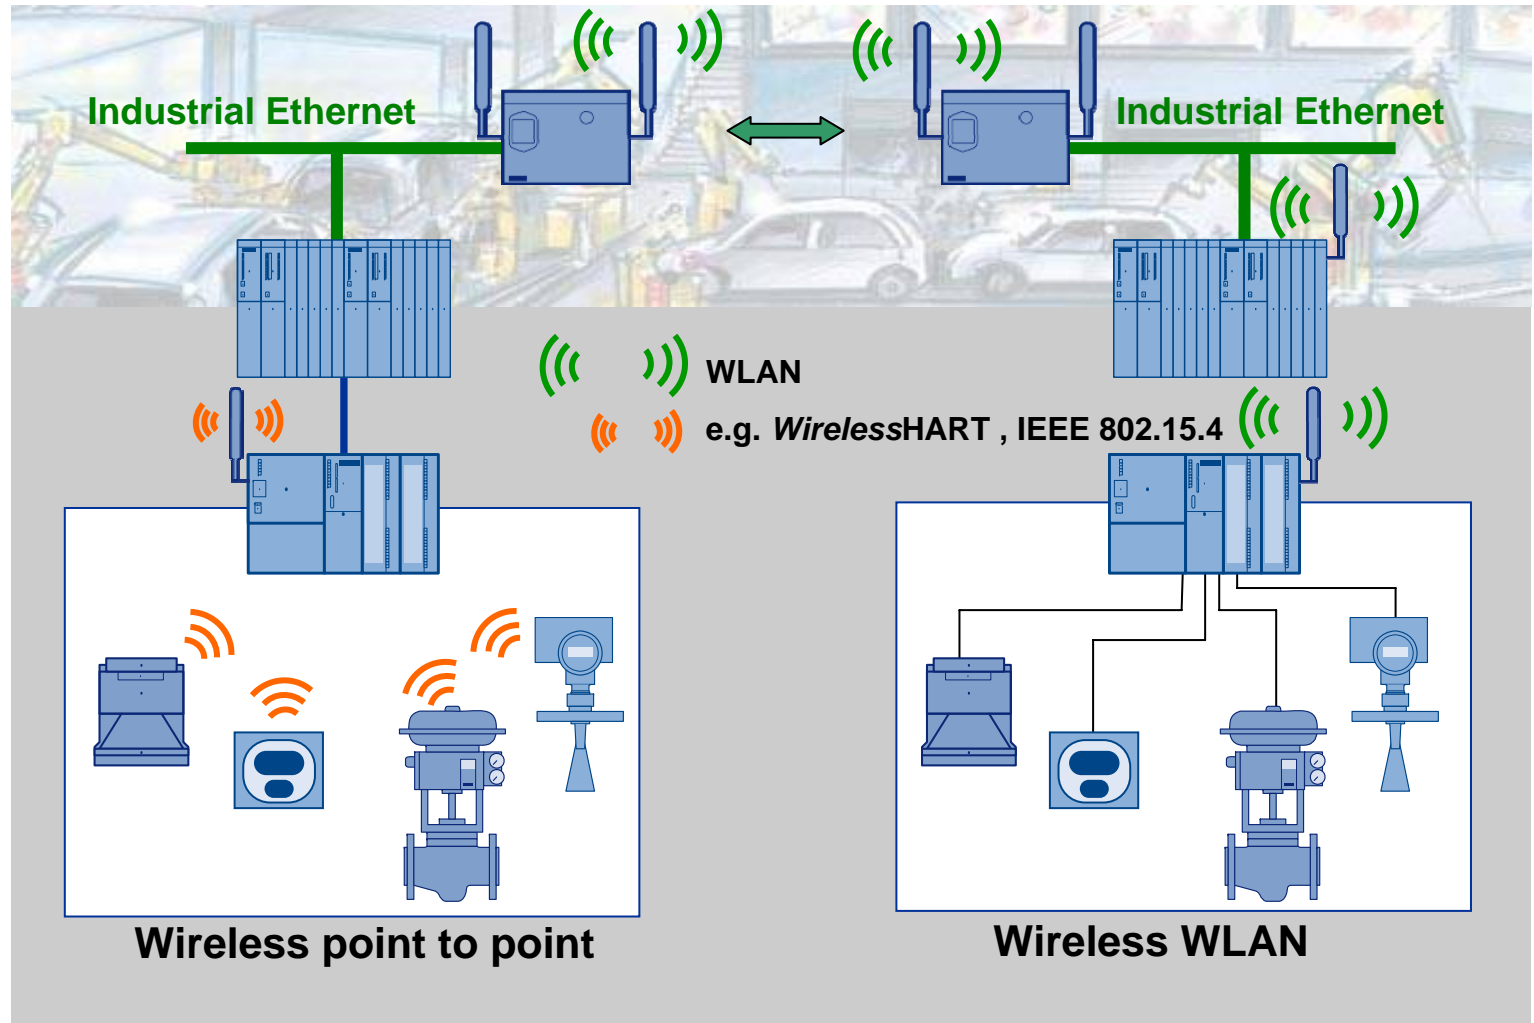 Industrial Ethernet
Industrial Ethernet
WLAN
e.g. WirelessHART , IEEE 802.15.4
Wireless point to point
Wireless WLAN